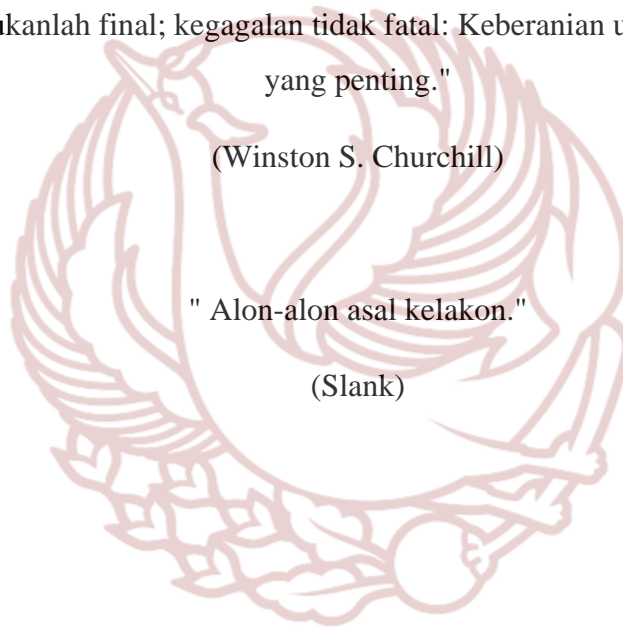 ukanlah final; kegagalan tidak fatal: Keberanian u
yang penting."
(Winston S. Churchill)
" Alon-alon asal kelakon."
(Slank)